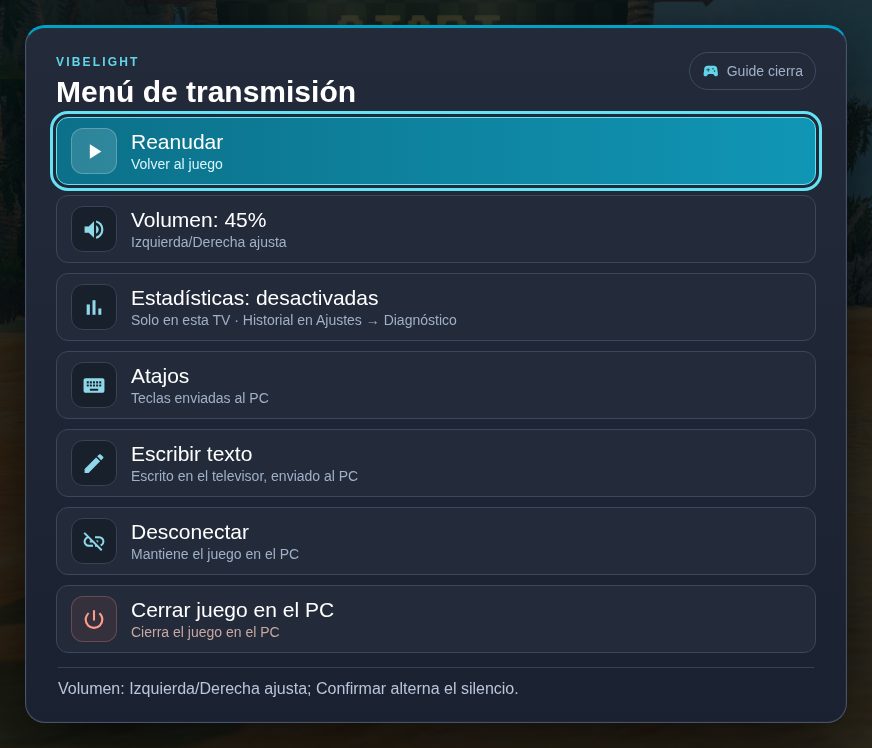 START
VIBELIGHT
Menú de transmisión
Guide cierra
Reanudar
Volver al juego
Volumen: 45%
Izquierda/Derecha ajusta
Estadísticas: desactivadas
Solo en esta TV · Historial en Ajustes → Diagnóstico
Atajos
Teclas enviadas al PC
Escribir texto
Escrito en el televisor, enviado al PC
Desconectar
Mantiene el juego en el PC
Cerrar juego en el PC
Cierra el juego en el PC
Volumen: Izquierda/Derecha ajusta; Confirmar alterna el silencio.